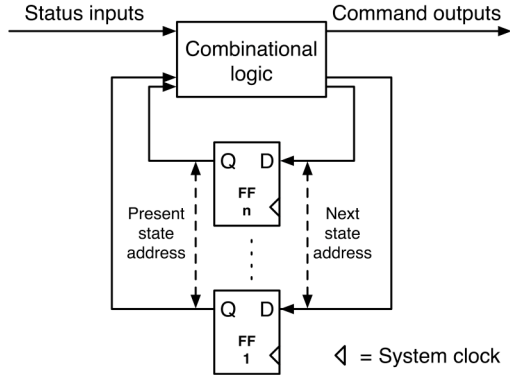 Status inputs
Command outputs
Combinational
logic
Q D
FF
n
Present
state
address
Next
state
address
Q D
FF
1
= System clock